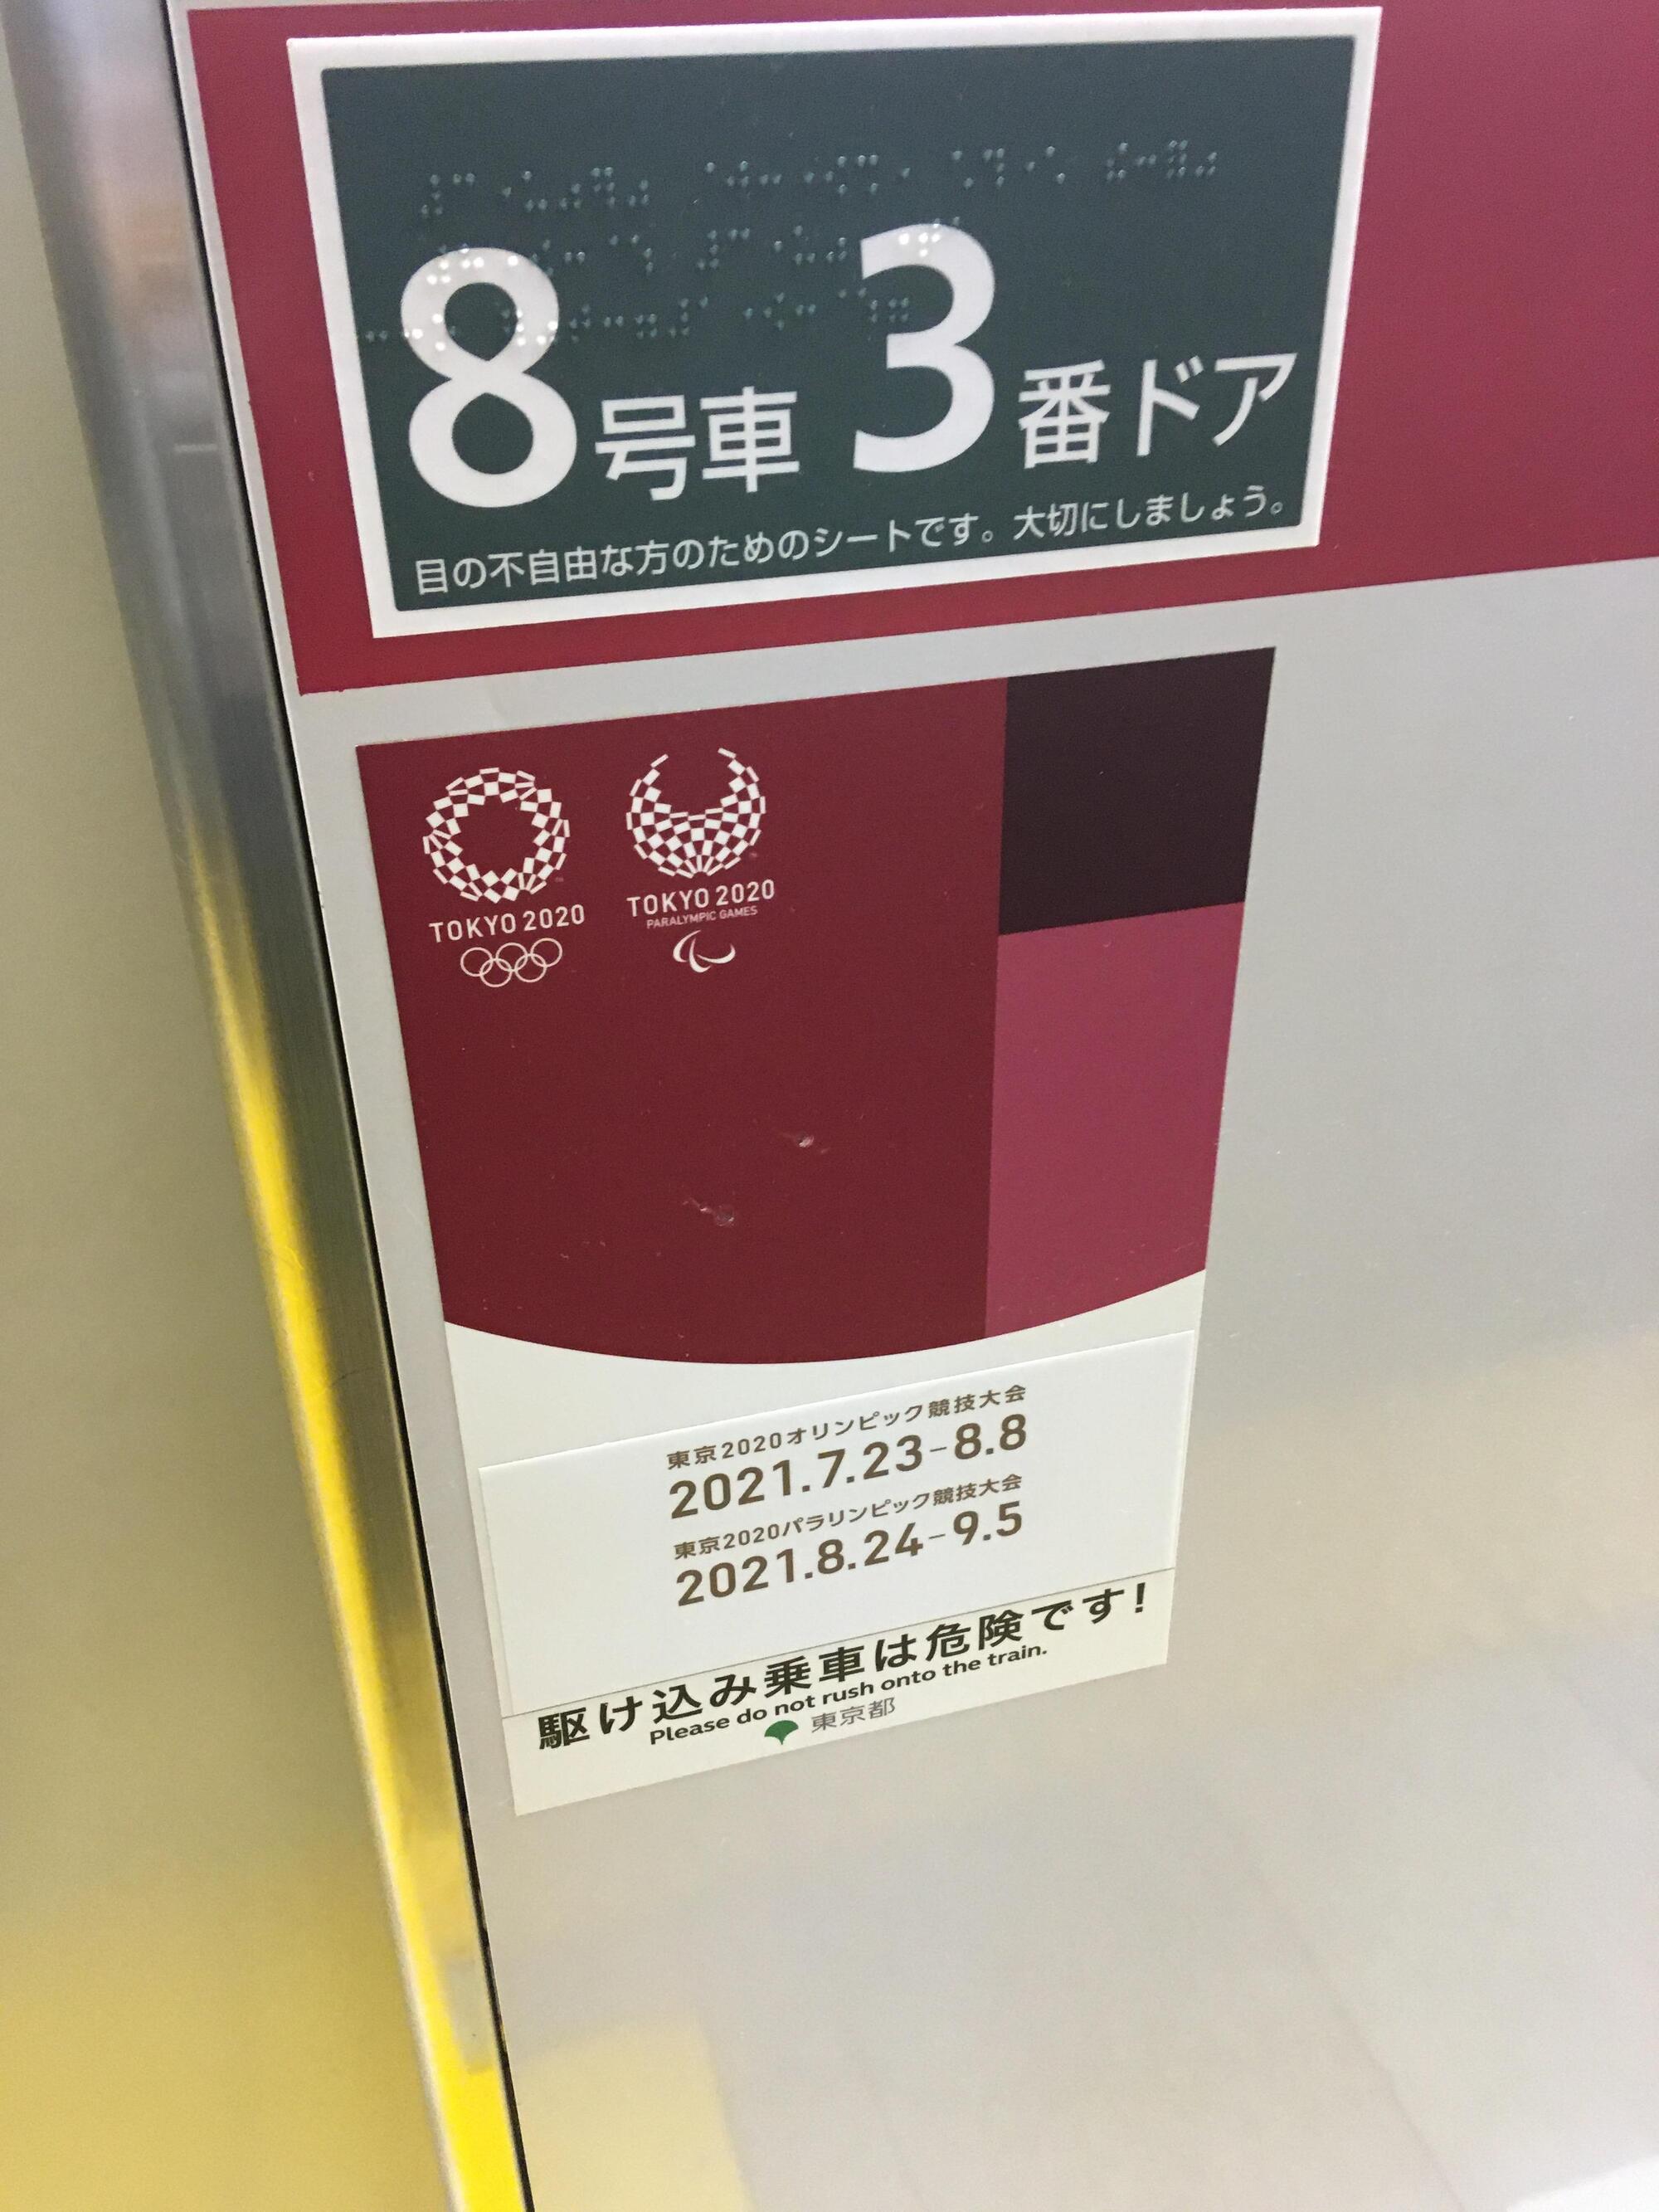 8号車 3番ドア
目の不自由な方のためのシートです。大切にしましょう。
TOKYO 2020
TOKYO 2020
PARALYMPIC GAMES
東京2020オリンピック競技大会
2021.7.23–8.8
東京2020パラリンピック競技大会
2021.8.24–9.5
駆け込み乗車は危険です!
Please do not rush onto the train.
東京都